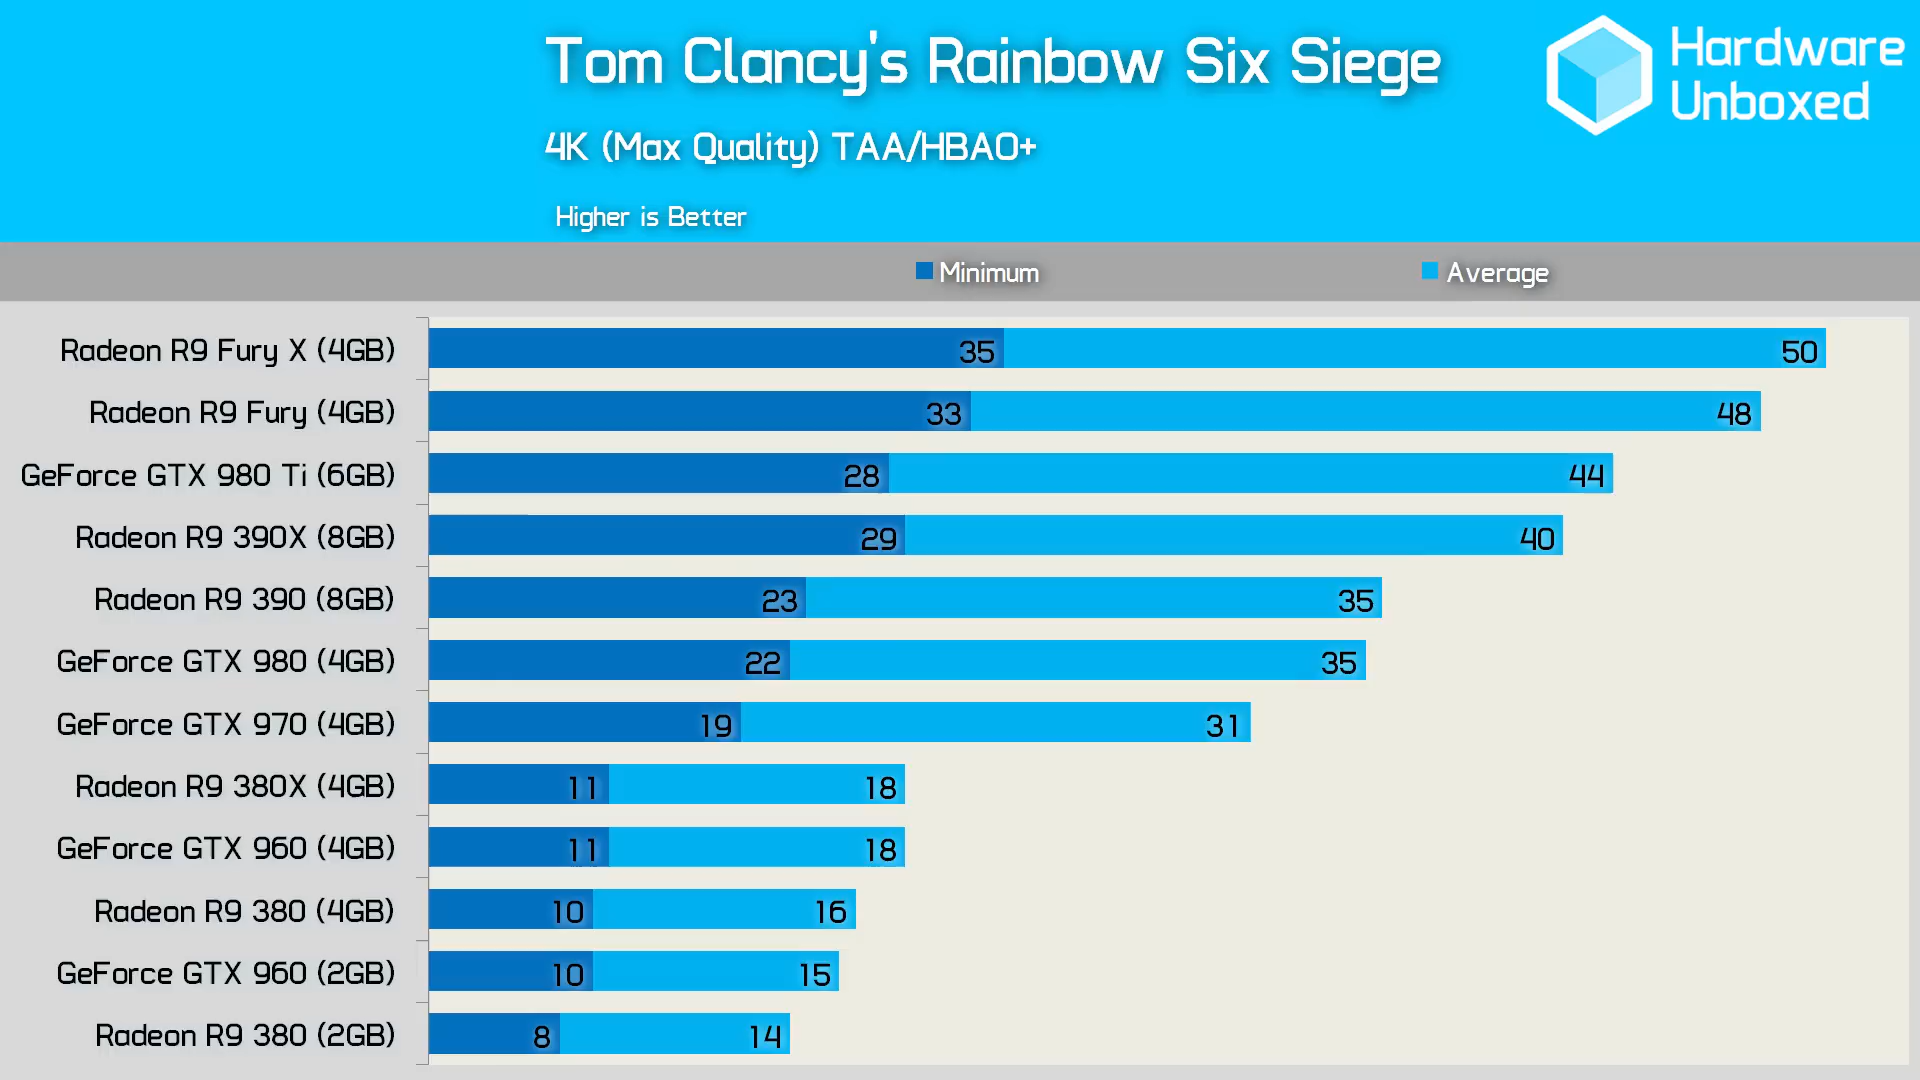 Tom Clancy's Rainbow Six Siege
Hardware
Unboxed
4K (Max Quality) TAA/HBAO+
Higher is Better
Minimum Average
Radeon R9 Fury X (4GB) 35 50
Radeon R9 Fury (4GB) 33 48
GeForce GTX 980 Ti (6GB) 28 44
Radeon R9 390X (8GB) 29 40
Radeon R9 390 (8GB) 23 35
GeForce GTX 980 (4GB) 22 35
GeForce GTX 970 (4GB) 19 31
Radeon R9 380X (4GB) 11 18
GeForce GTX 960 (4GB) 11 18
Radeon R9 380 (4GB) 10 16
GeForce GTX 960 (2GB) 10 15
Radeon R9 380 (2GB) 8 14